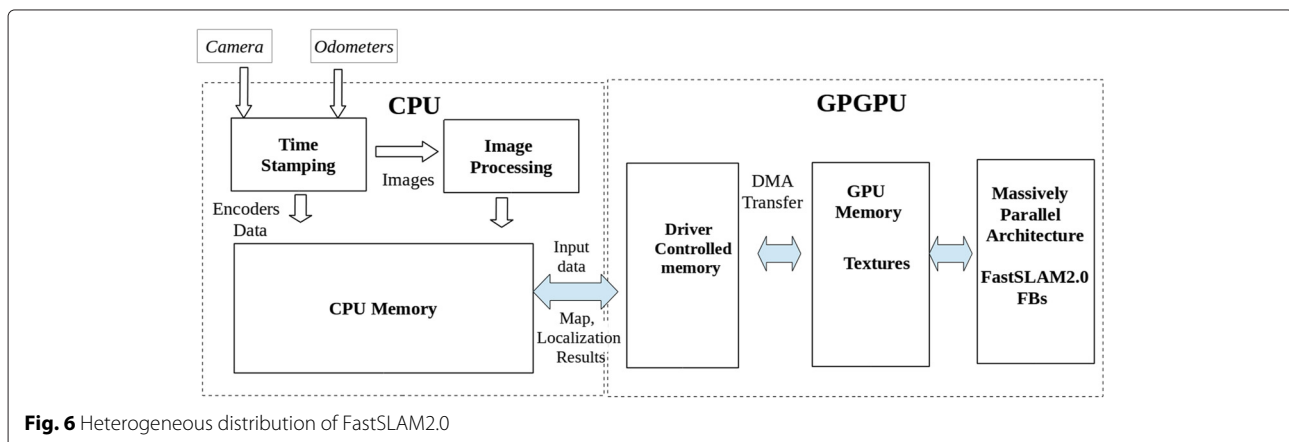 Camera
Odometers
CPU
GPGPU
Time
Stamping
Images
Image
Processing
Encoders
Data
CPU Memory
Input
data
Map,
Localization
Results
Driver
Controlled
memory
DMA
Transfer
GPU
Memory
Textures
Massively
Parallel
Architecture
FastSLAM2.0
FBs
Fig. 6 Heterogeneous distribution of FastSLAM2.0